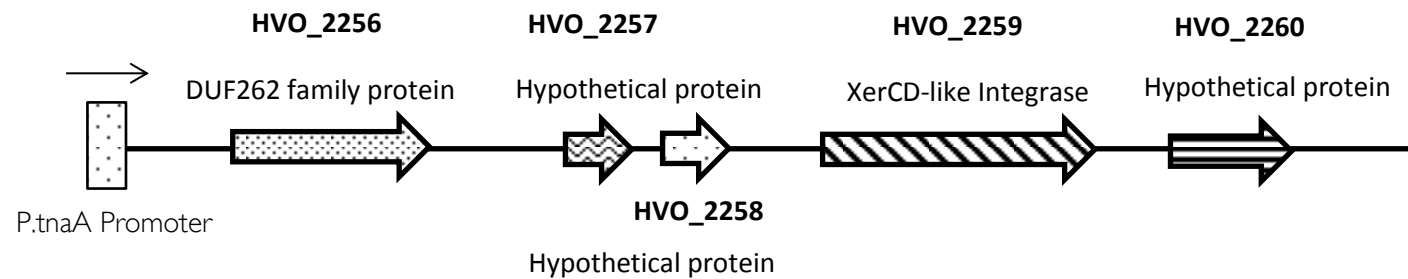 HVO_2256
HVO_2257
HVO_2259
HVO_2260
DUF262 family protein
Hypothetical protein
XerCD-like Integrase
Hypothetical protein
P.tnaA Promoter
HVO_2258
Hypothetical protein